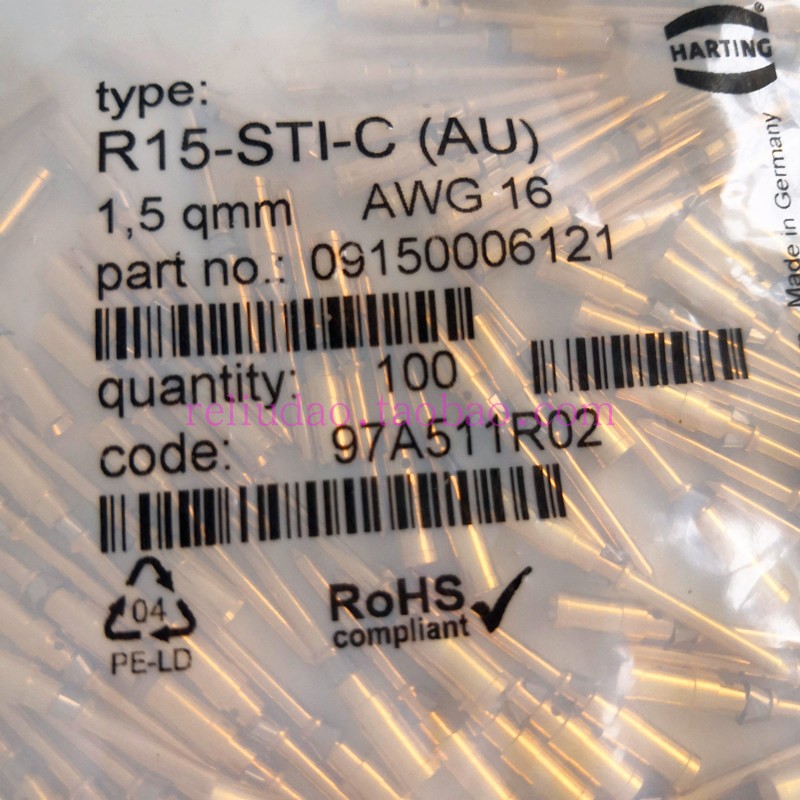 HARTING®
type:
R15-STI-C (AU)
1,5 qmm AWG 16
part no.: 09150006121
quantity: 100
reliudao.taobao.com
code: 97A511R02
04
PE-LD
RoHS
compliant
Made in Germany